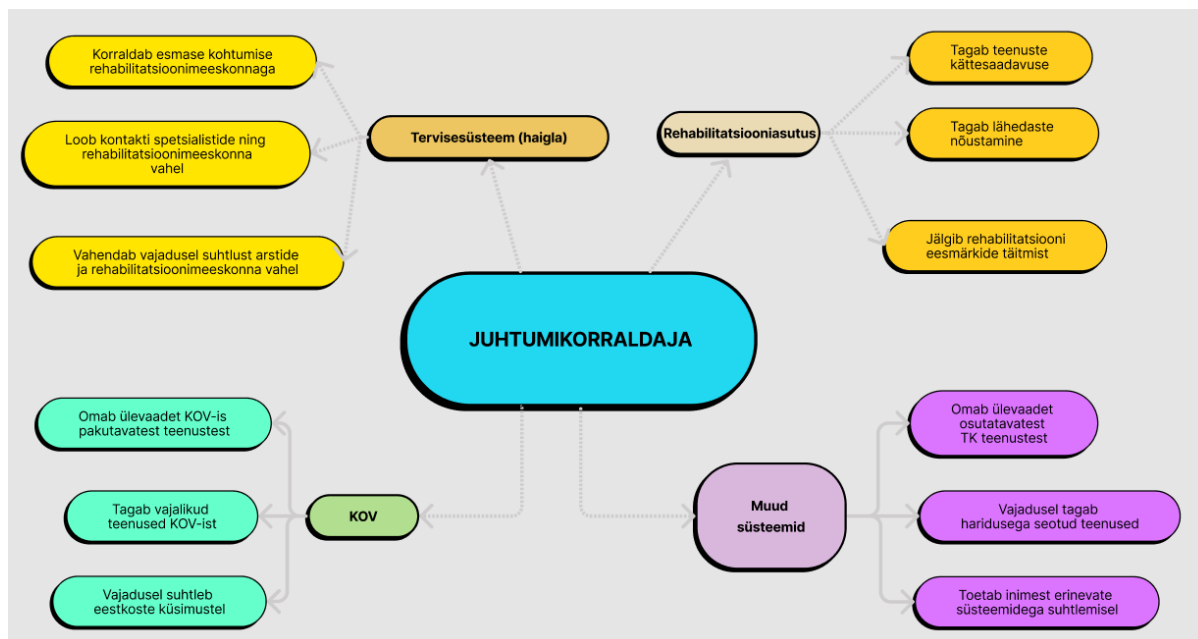 Korraldab esmase kohtumise
rehabilitatsioonimeeskonnaga
Loob kontakti spetsialistide ning
rehabilitatsioonimeeskonna
vahel
Vahendab vajadusel suhtlust arstide
ja rehabilitatsioonimeeskonna vahel
Tervisesüsteem (haigla)
Rehabilitatsiooniasutus
Tagab teenuste
kättesaadavuse
Tagab lähedaste
nõustamine
Jälgib rehabilitatsiooni
eesmärkide täitmist
JUHTUMIKORRALDAJA
Omab ülevaadet KOV-is
pakutavatest teenustest
Tagab vajalikud
teenused KOV-ist
Vajadusel suhtleb
eestkoste küsimustel
KOV
Muud
süsteemid
Omab ülevaadet
osutatavatest
TK teenustest
Vajadusel tagab
haridusega seotud teenused
Toetab inimest erinevate
süsteemidega suhtlemisel